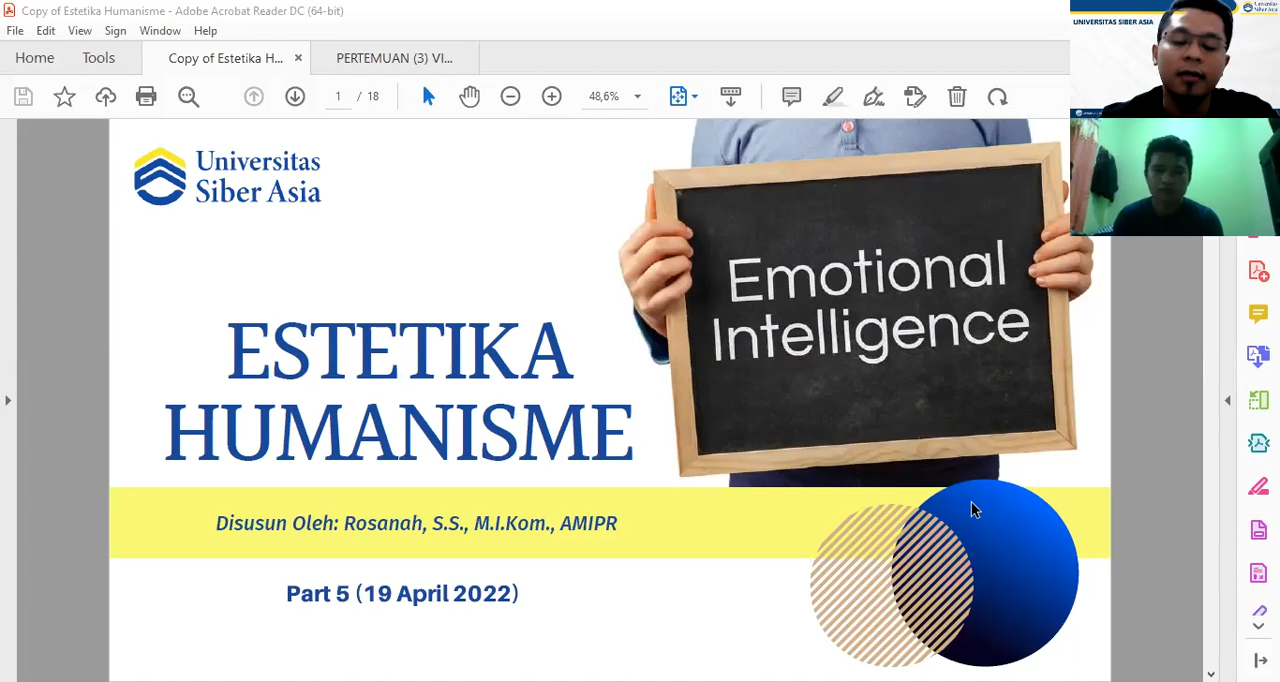 Copy of Estetika Humanisme - Adobe Acrobat Reader DC (64-bit)
File Edit View Sign Window Help
Home Tools Copy of Estetika H... × PERTEMUAN (3) VI...
1 / 18 48,6%
UNIVERSITAS SIBER ASIA
Universitas
Siber Asia
Emotional
Intelligence
ESTETIKA
HUMANISME
Disusun Oleh: Rosanah, S.S., M.I.Kom., AMIPR
Part 5 (19 April 2022)